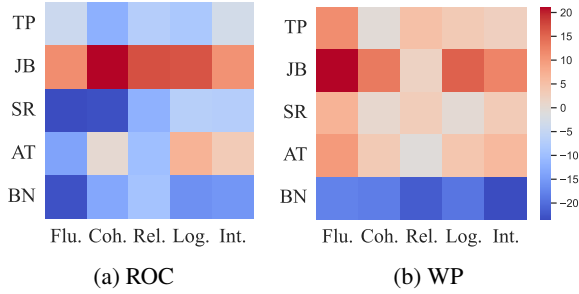 TP
JB
SR
AT
BN
Flu. Coh. Rel. Log. Int.
(a) ROC
TP
JB
SR
AT
BN
Flu. Coh. Rel. Log. Int.
(b) WP
20
15
10
5
0
−5
−10
−15
−20